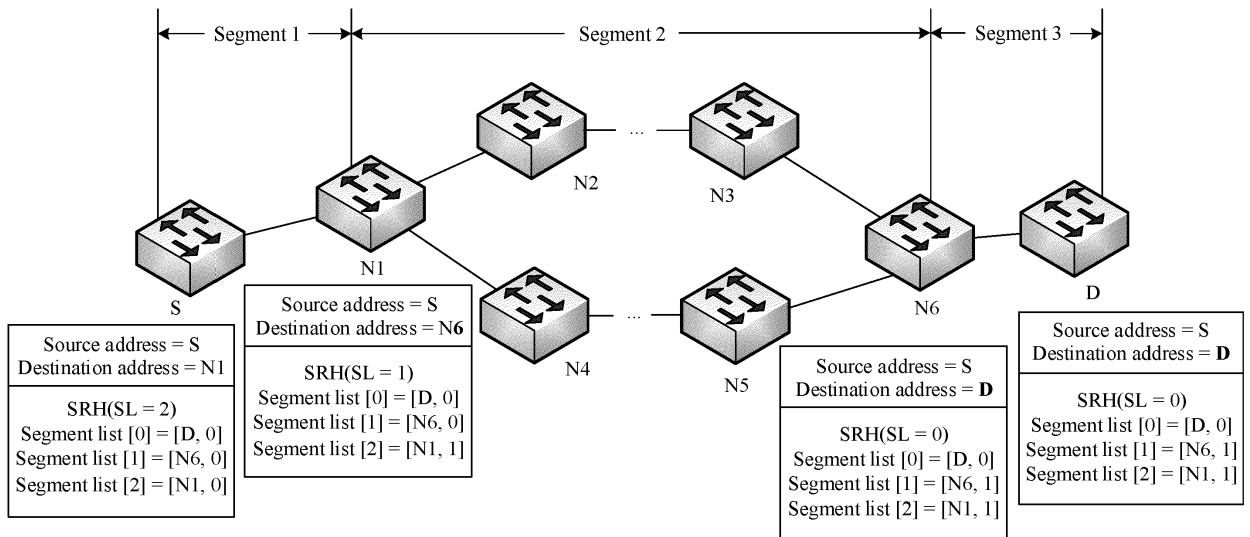 Segment 1
Segment 2
Segment 3
N2
...
N3
S
N1
N4
...
N5
N6
D
Source address = S
Destination address = N1
SRH(SL = 2)
Segment list [0] = [D, 0]
Segment list [1] = [N6, 0]
Segment list [2] = [N1, 0]
Source address = S
Destination address = N6
SRH(SL = 1)
Segment list [0] = [D, 0]
Segment list [1] = [N6, 0]
Segment list [2] = [N1, 1]
Source address = S
Destination address = D
SRH(SL = 0)
Segment list [0] = [D, 0]
Segment list [1] = [N6, 1]
Segment list [2] = [N1, 1]
Source address = S
Destination address = D
SRH(SL = 0)
Segment list [0] = [D, 0]
Segment list [1] = [N6, 1]
Segment list [2] = [N1, 1]